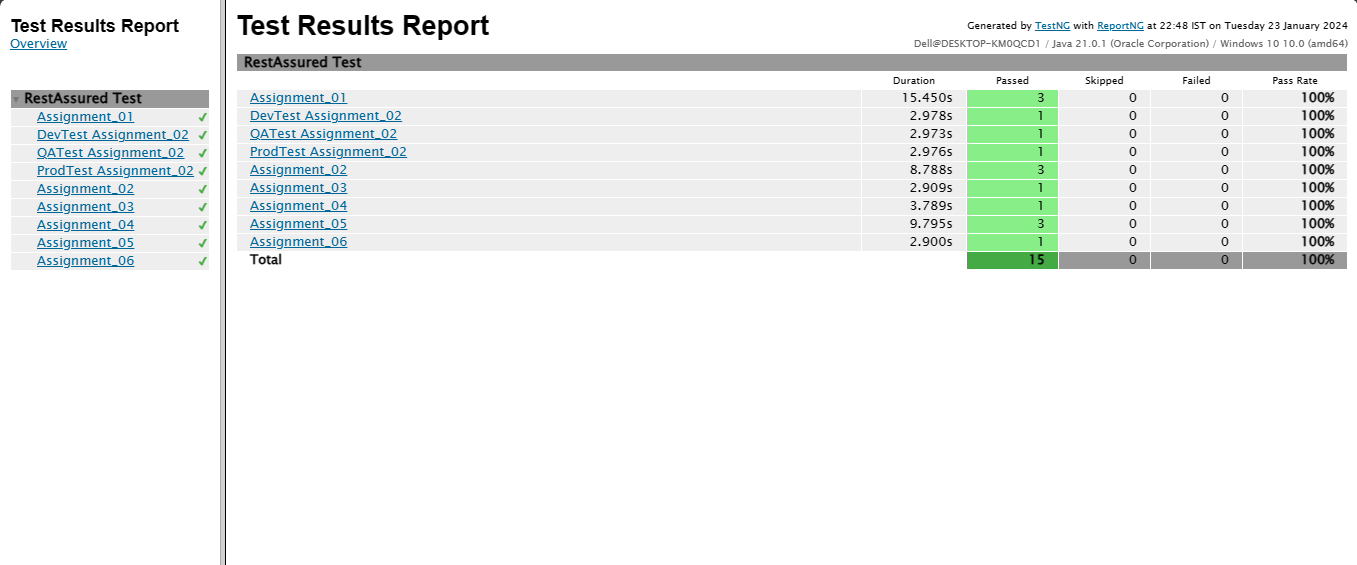 Test Results Report
Overview
RestAssured Test
Assignment_01
DevTest Assignment_02
QATest Assignment_02
ProdTest Assignment_02
Assignment_02
Assignment_03
Assignment_04
Assignment_05
Assignment_06
Test Results Report
Generated by TestNG with ReportNG at 22:48 IST on Tuesday 23 January 2024
Dell@DESKTOP-KM0QCD1 / Java 21.0.1 (Oracle Corporation) / Windows 10 10.0 (amd64)
RestAssured Test
Duration Passed Skipped Failed Pass Rate
Assignment_01 15.450s 3 0 0 100%
DevTest Assignment_02 2.978s 1 0 0 100%
QATest Assignment_02 2.973s 1 0 0 100%
ProdTest Assignment_02 2.976s 1 0 0 100%
Assignment_02 8.788s 3 0 0 100%
Assignment_03 2.909s 1 0 0 100%
Assignment_04 3.789s 1 0 0 100%
Assignment_05 9.795s 3 0 0 100%
Assignment_06 2.900s 1 0 0 100%
Total 15 0 0 100%